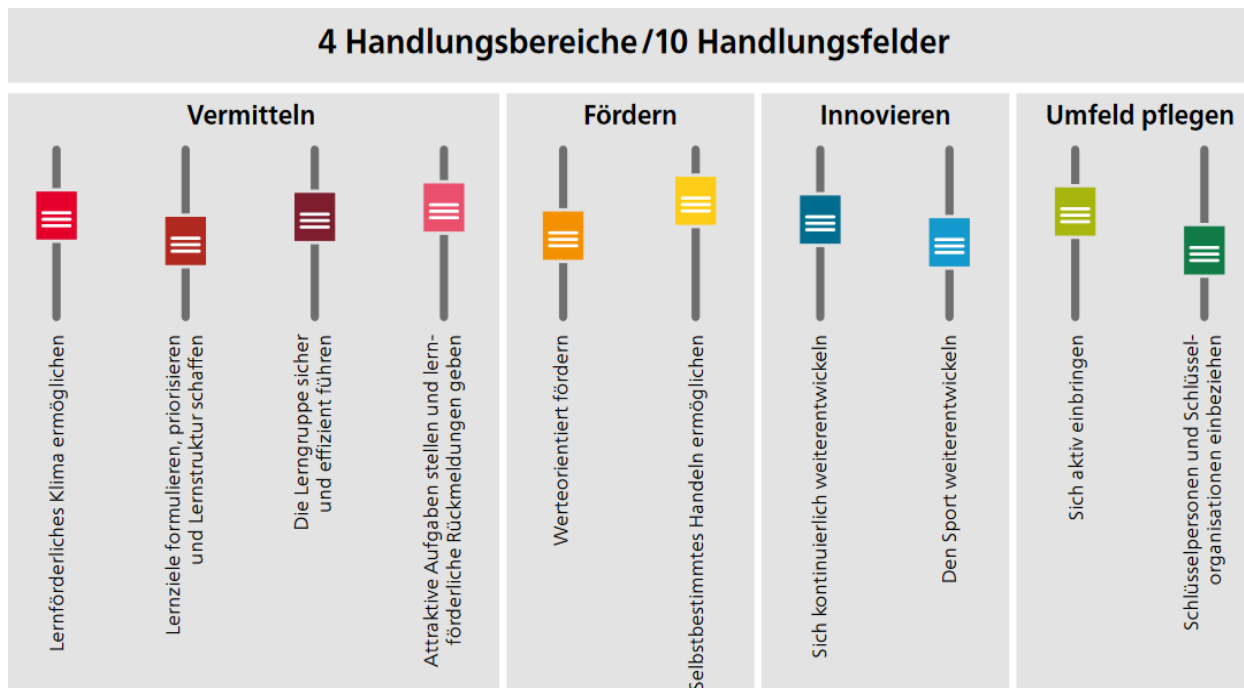 4 Handlungsbereiche/10 Handlungsfelder
Vermitteln
Lernförderliches Klima ermöglichen
Lernziele formulieren, priorisieren
und Lernstruktur schaffen
Die Lerngruppe sicher
und effizient führen
Attraktive Aufgaben stellen und lern-
förderliche Rückmeldungen geben
Fördern
Werteorientiert fördern
Selbstbestimmtes Handeln ermöglichen
Innovieren
Sich kontinuierlich weiterentwickeln
Den Sport weiterentwickeln
Umfeld pflegen
Sich aktiv einbringen
Schlüsselpersonen und Schlüssel-
organisationen einbeziehen